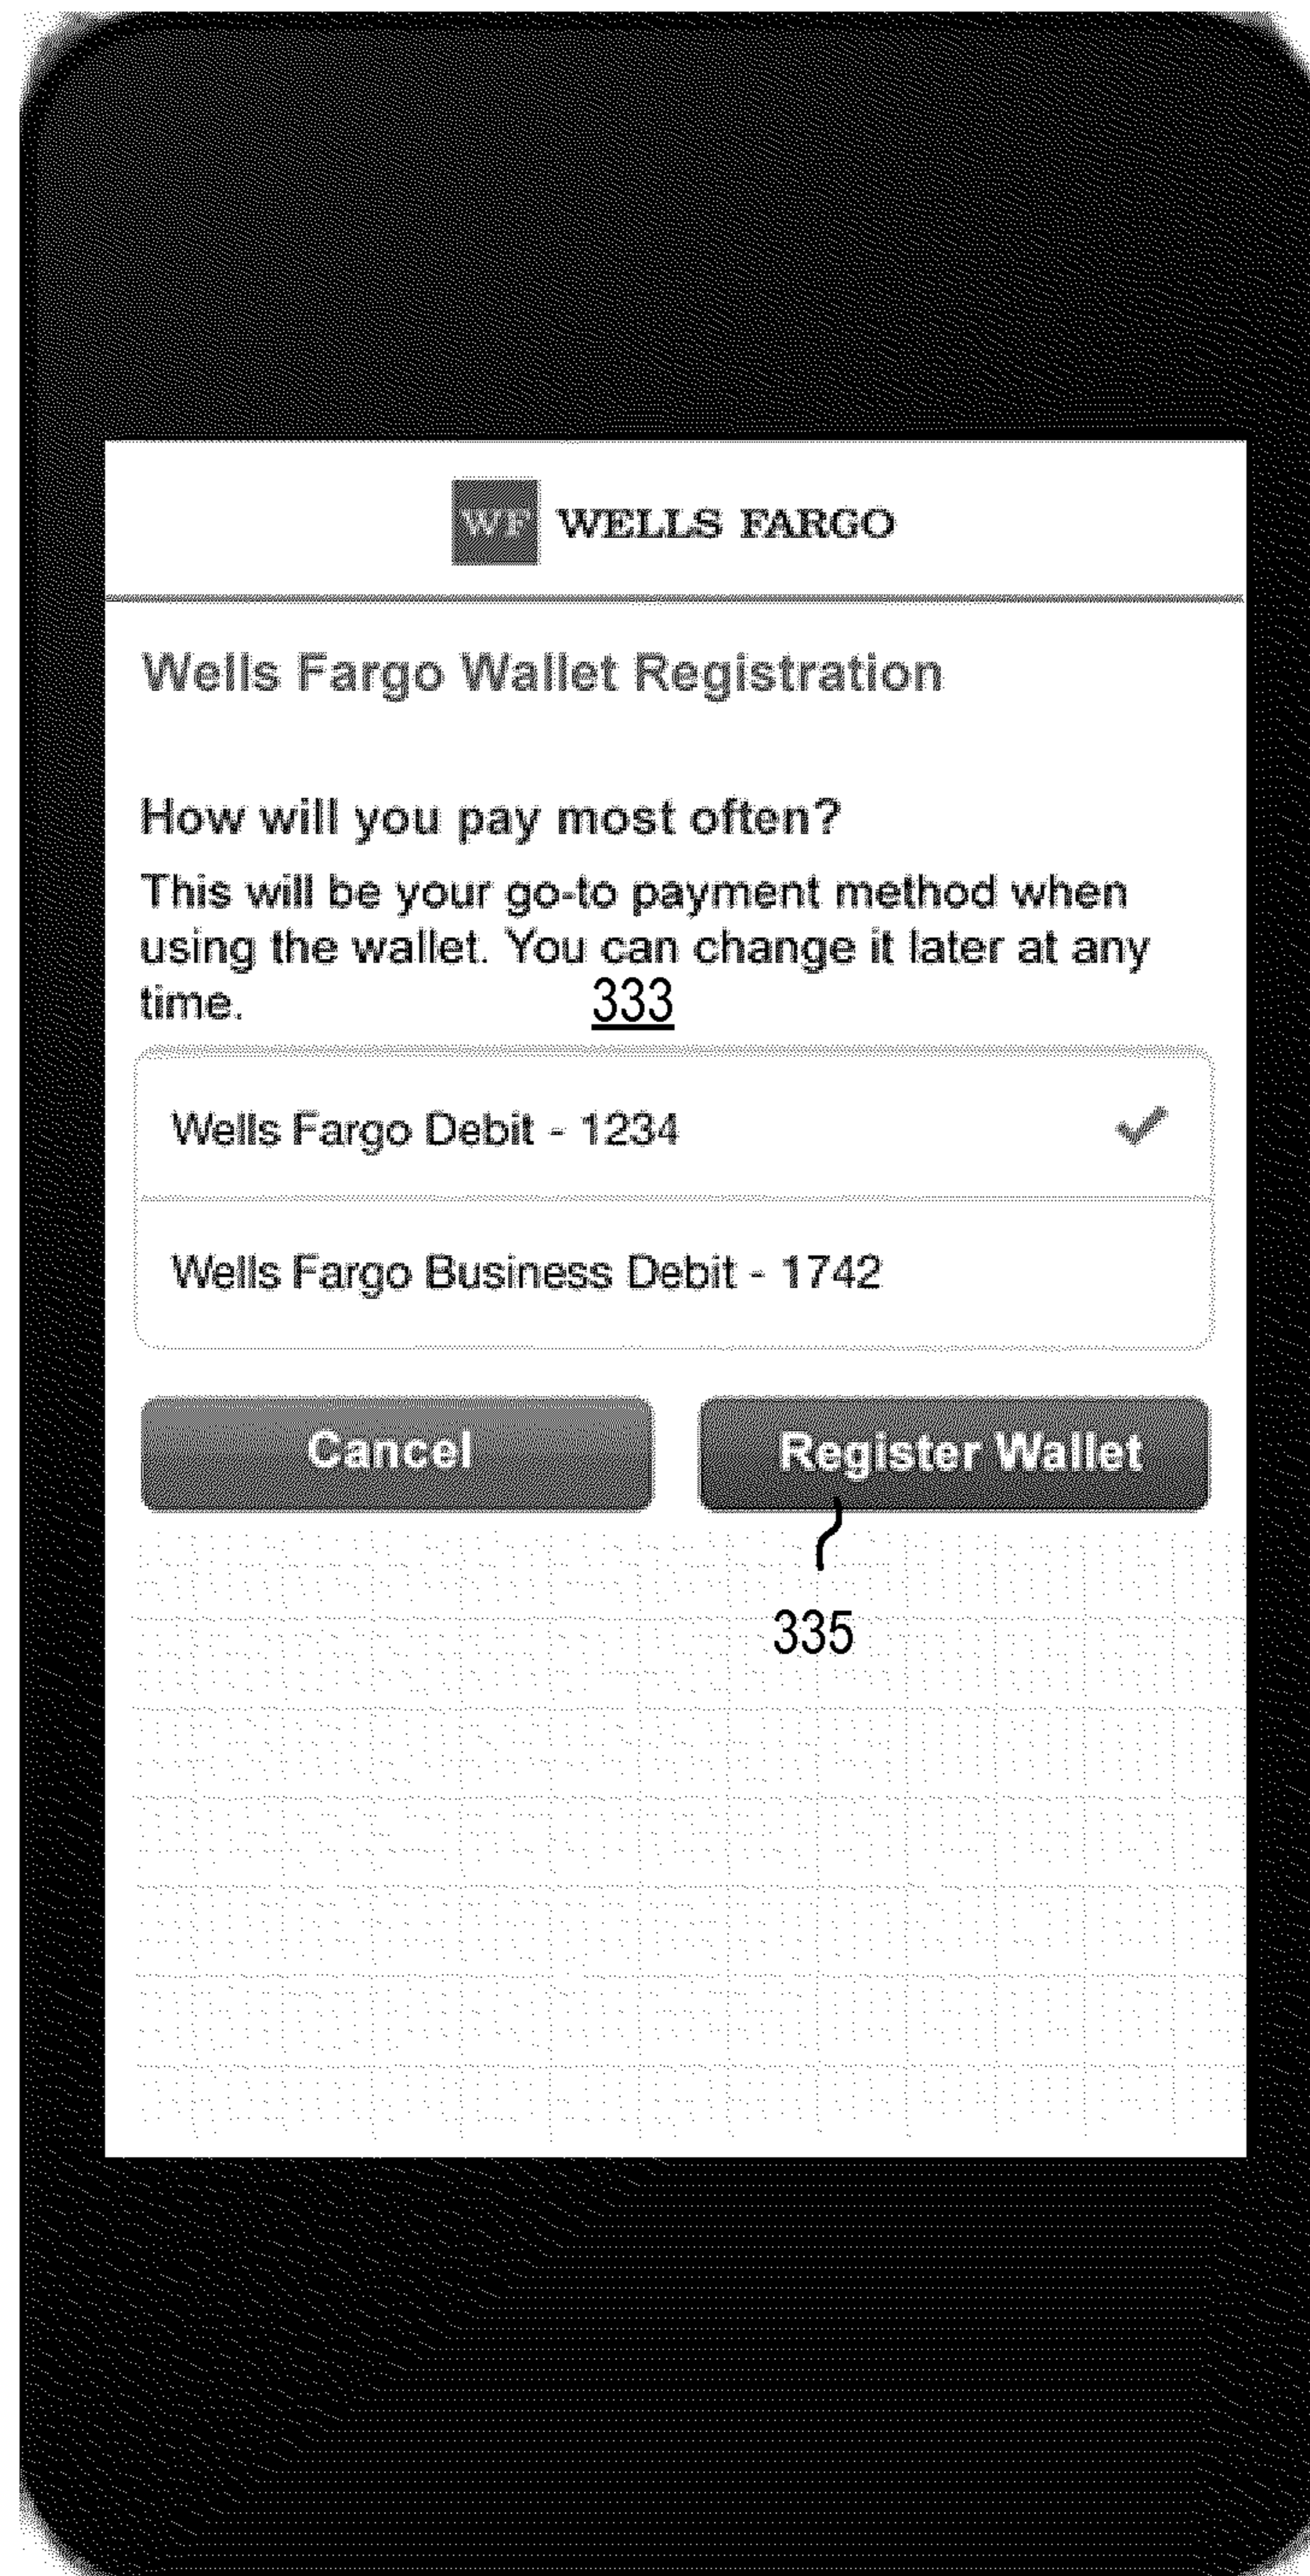 WF WELLS FARGO
Wells Fargo Wallet Registration
How will you pay most often?
This will be your go-to payment method when
using the wallet. You can change it later at any
time.
333
Wells Fargo Debit - 1234
Wells Fargo Business Debit - 1742
Cancel Register Wallet
335